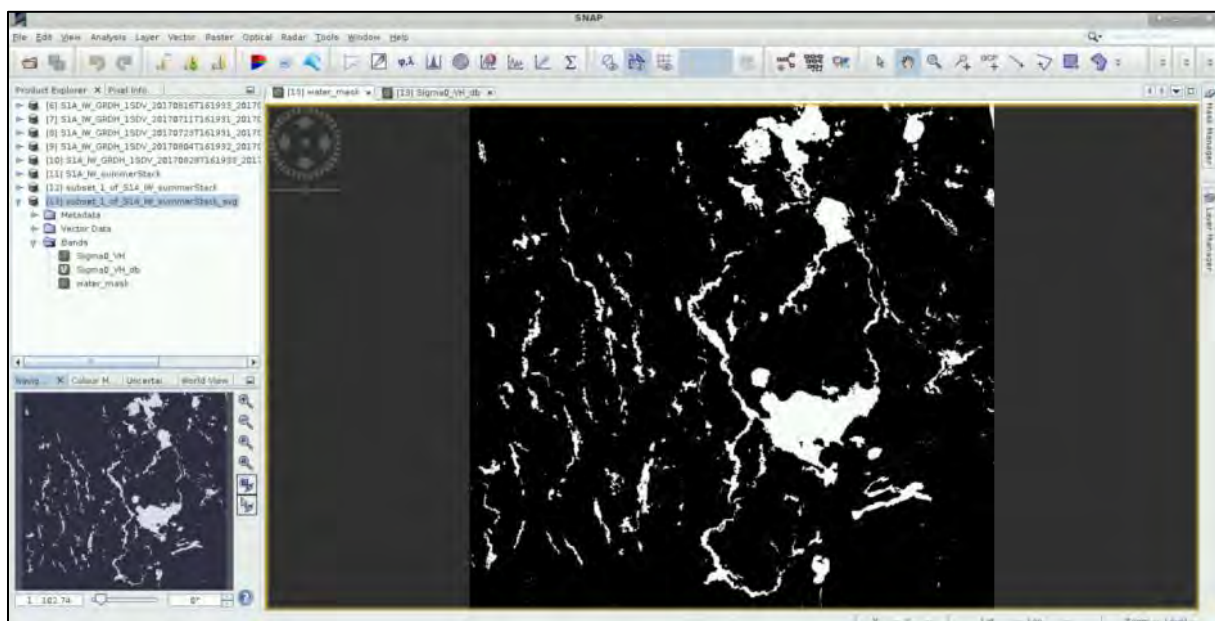 SNAP
File Edit View Analysis Layer Vector Raster Optical Radar Tools Window Help
Product Explorer X Pixel Info
[13] water_mask x [13] Sigma0_VH_db x
[6] S1A_IW_GRDH_1SDV_20170616T161933_2017
[7] S1A_IW_GRDH_1SDV_20170711T161931_2017
[8] S1A_IW_GRDH_1SDV_20170723T161931_2017
[9] S1A_IW_GRDH_1SDV_20170804T161932_2017
[10] S1A_IW_GRDH_1SDV_20170828T161933_2017
[11] S1A_IW_summerStack
[12] subset_1_of_S1A_IW_summerStack
[13] subset_1_of_S1A_IW_summerStack_avg
Metadata
Vector Data
Bands
Sigma0_VH
Sigma0_VH_db
water_mask
Mask Manager
Layer Manager
Navig... X Colour M... Uncertai... World View
0°